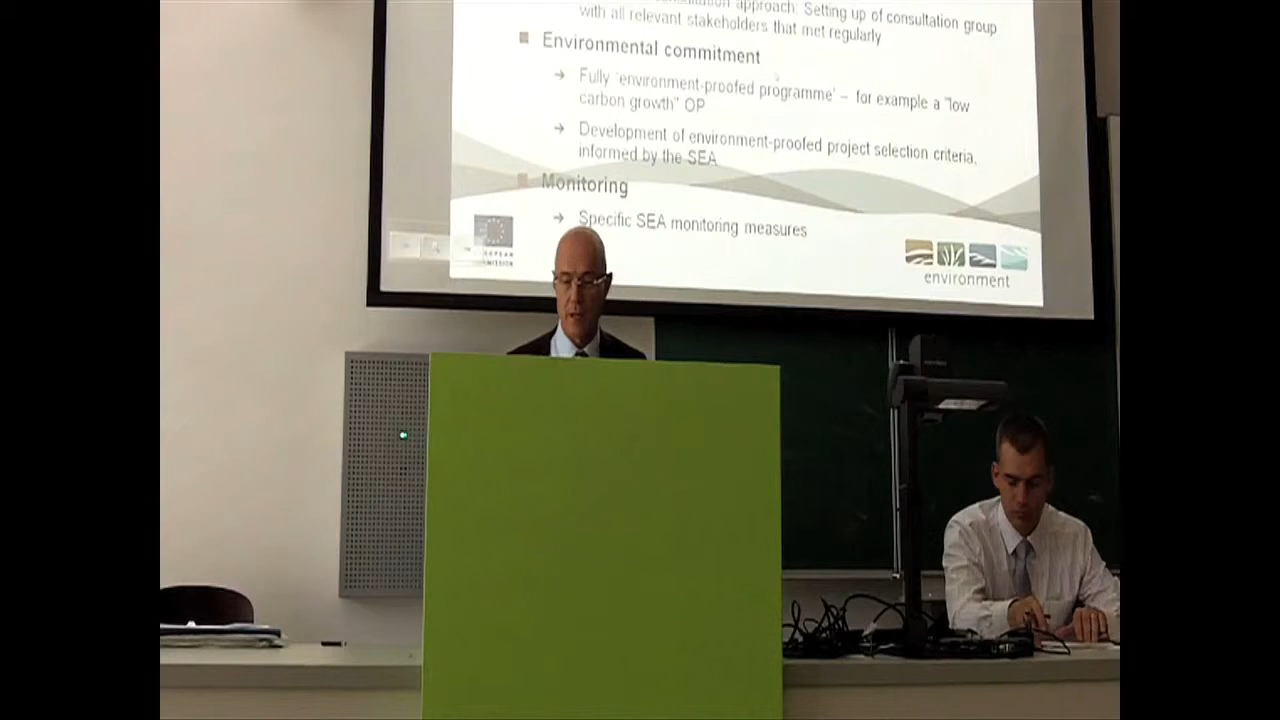 approach: Setting up of consultation group
with all relevant stakeholders that met regularly
Environmental commitment
Fully 'environment-proofed programme' – for example a "low
carbon growth" OP
Development of environment-proofed project selection criteria,
informed by the SEA
Monitoring
Specific SEA monitoring measures
environment